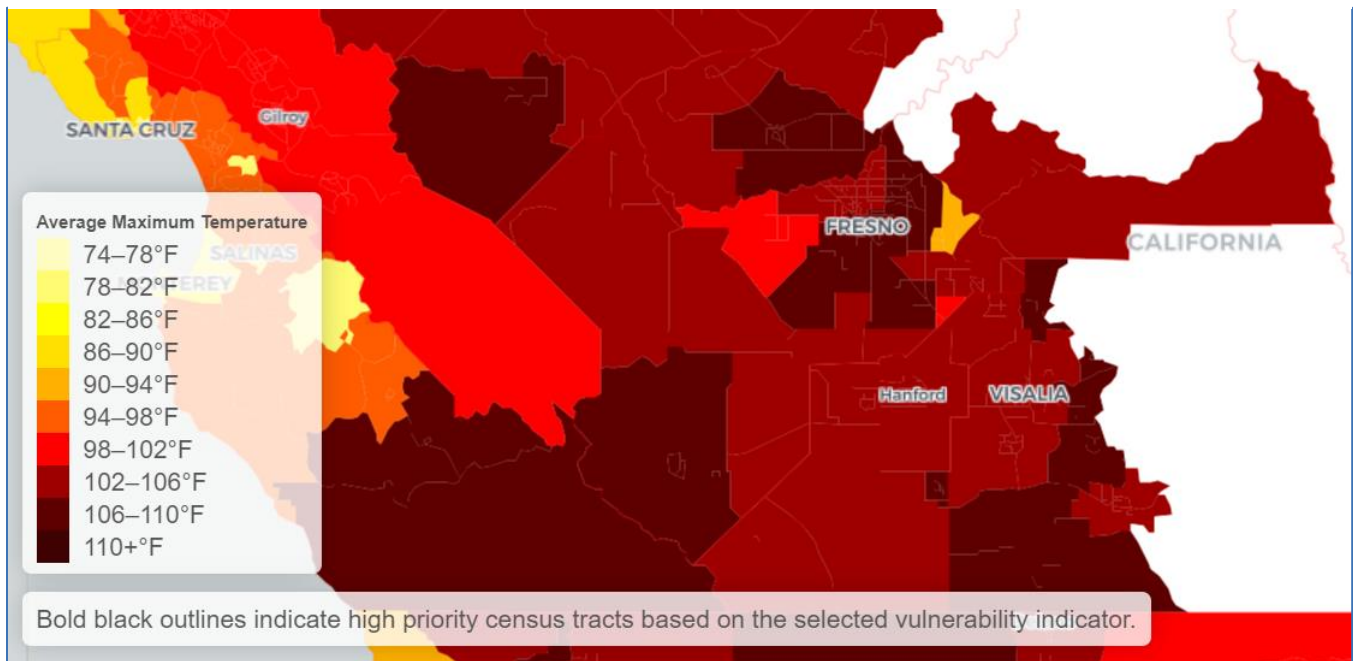 SANTA CRUZ
Gilroy
Average Maximum Temperature
74–78°F
78–82°F
82–86°F
86–90°F
90–94°F
94–98°F
98–102°F
102–106°F
106–110°F
110+°F
SALINAS
MONTEREY
FRESNO
CALIFORNIA
Hanford
VISALIA
Bold black outlines indicate high priority census tracts based on the selected vulnerability indicator.